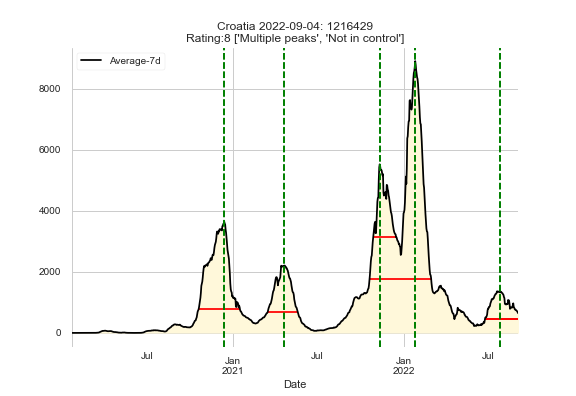 Croatia 2022-09-04: 1216429
Rating:8 ['Multiple peaks', 'Not in control']
Average-7d
8000
6000
4000
2000
0
Jul
Jan
2021
Jul
Jan
2022
Jul
Date